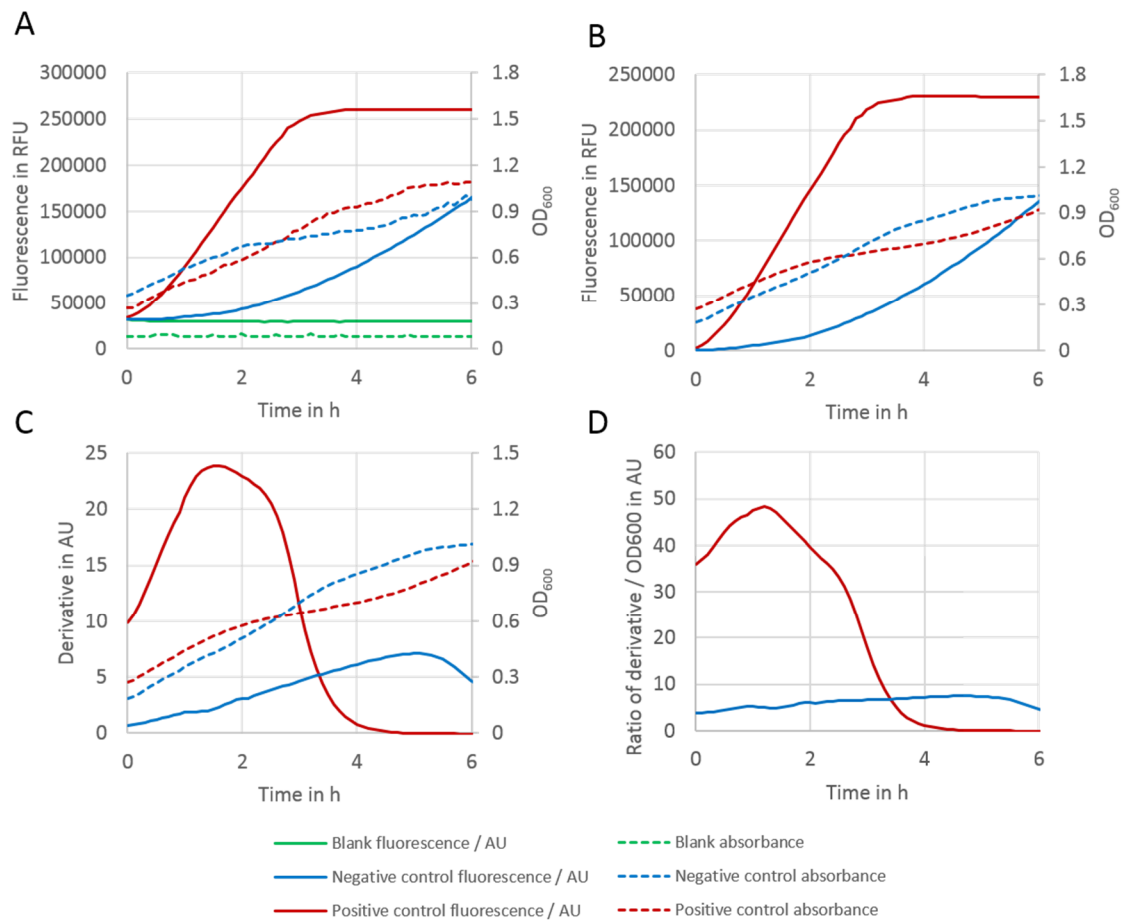 A
300000
250000
200000
150000
100000
50000
0
Fluorescence in RFU
1.8
1.5
1.2
0.9
0.6
0.3
0
OD600
0 2 4 6
Time in h
B
250000
200000
150000
100000
50000
0
Fluorescence in RFU
1.8
1.5
1.2
0.9
0.6
0.3
0
OD600
0 2 4 6
Time in h
C
25
20
15
10
5
0
Derivative in AU
1.5
1.2
0.9
0.6
0.3
0
OD600
0 2 4 6
Time in h
D
60
50
40
30
20
10
0
Ratio of derivative / OD600 in AU
0 2 4 6
Time in h
Blank fluorescence / AU
Blank absorbance
Negative control fluorescence / AU
Negative control absorbance
Positive control fluorescence / AU
Positive control absorbance